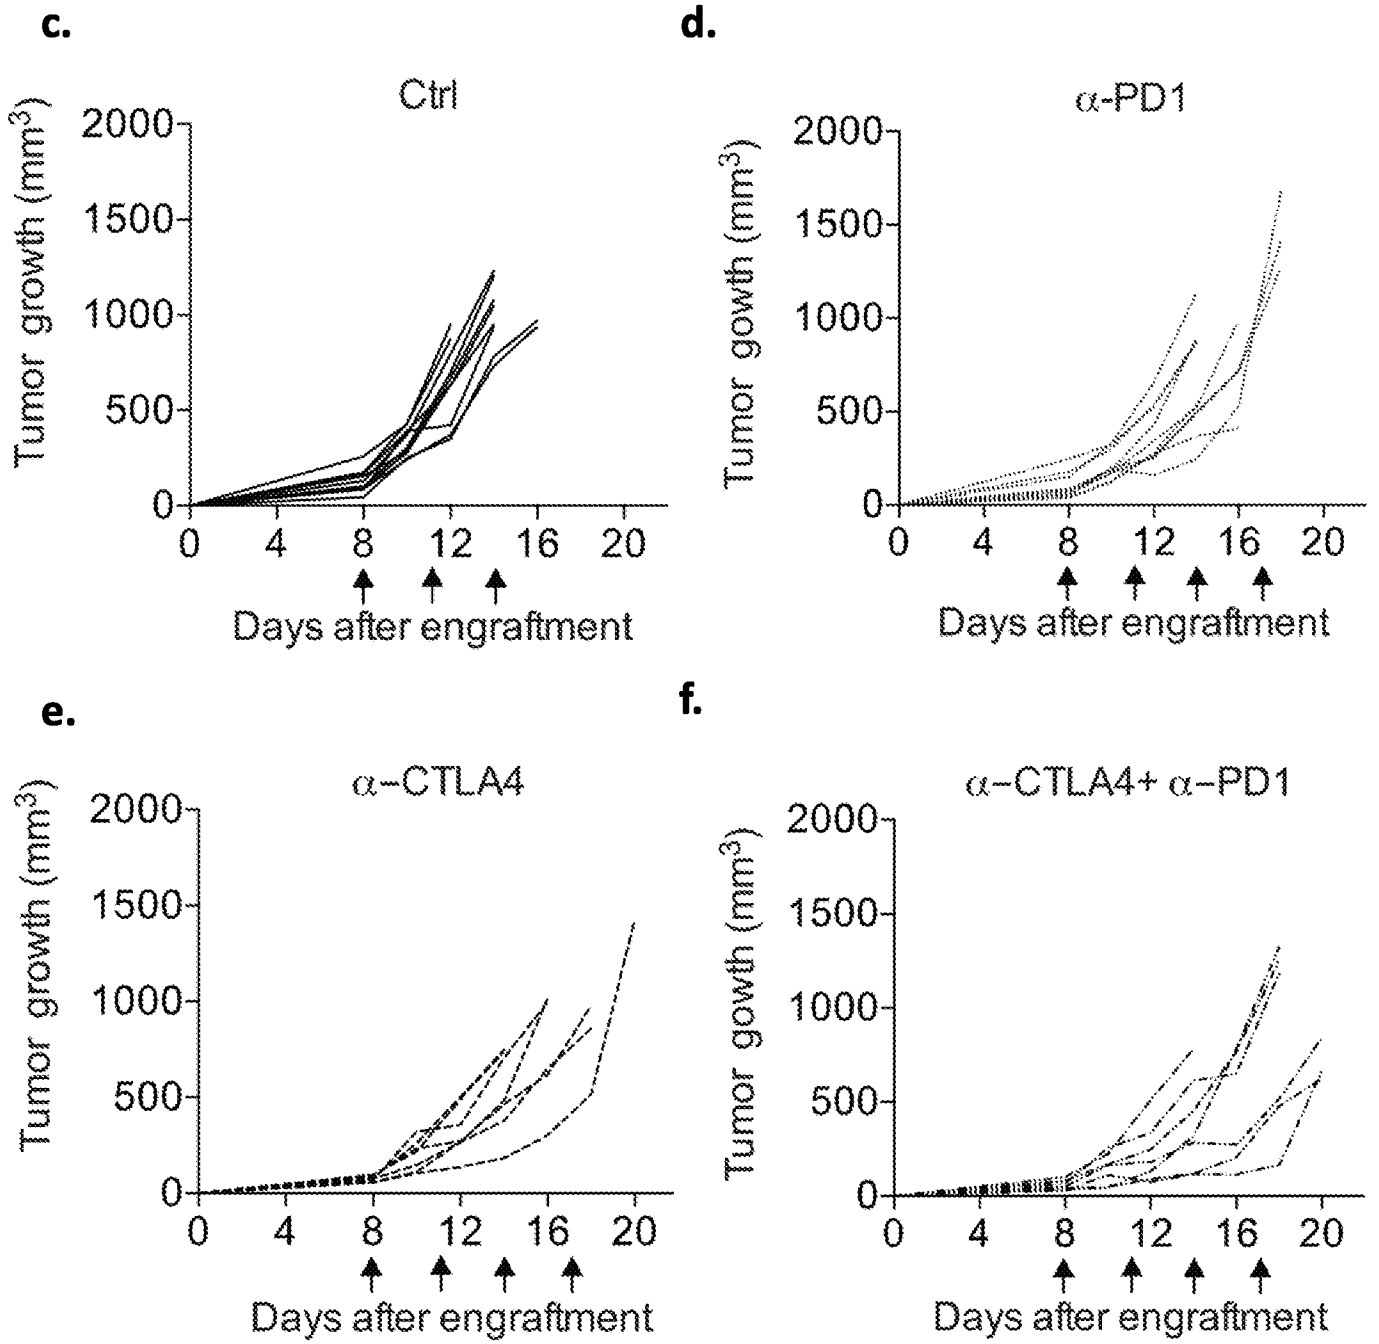 c.
Ctrl
Tumor growth (mm³)
2000
1500
1000
500
0
0 4 8 12 16 20
Days after engraftment
d.
α-PD1
Tumor gowth (mm³)
2000
1500
1000
500
0
0 4 8 12 16 20
Days after engraftment
e.
α–CTLA4
Tumor growth (mm³)
2000
1500
1000
500
0
0 4 8 12 16 20
Days after engraftment
f.
α–CTLA4+ α–PD1
Tumor gowth (mm³)
2000
1500
1000
500
0
0 4 8 12 16 20
Days after engraftment